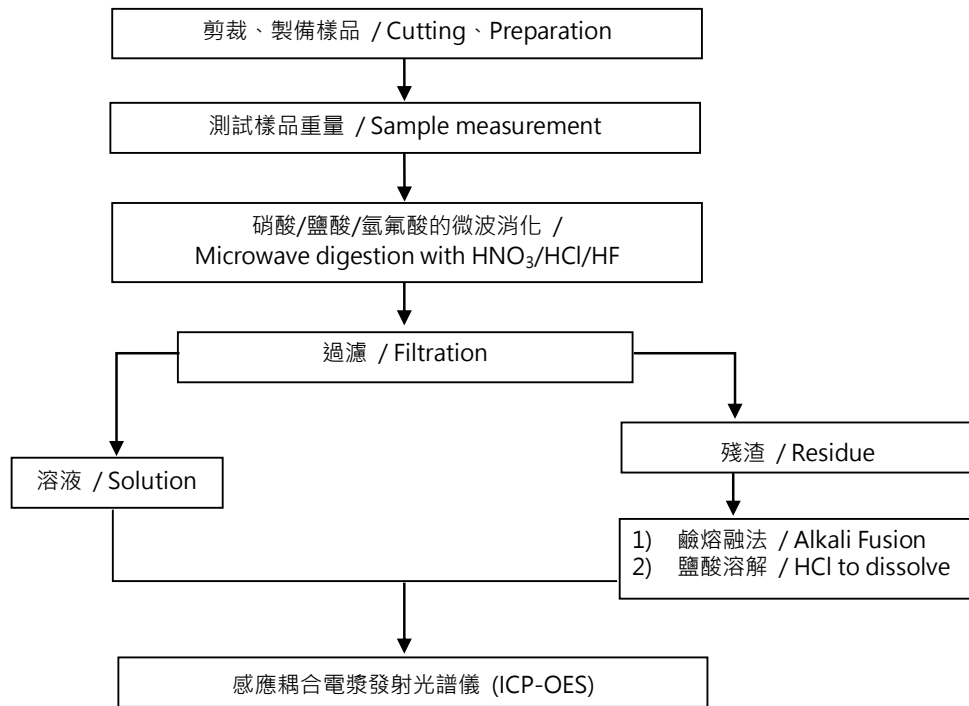 剪裁、製備樣品 / Cutting、Preparation
測試樣品重量 / Sample measurement
硝酸/鹽酸/氫氟酸的微波消化 /
Microwave digestion with HNO₃/HCl/HF
過濾 / Filtration
溶液 / Solution
殘渣 / Residue
1) 鹼熔融法 / Alkali Fusion
2) 鹽酸溶解 / HCl to dissolve
感應耦合電漿發射光譜儀 (ICP-OES)